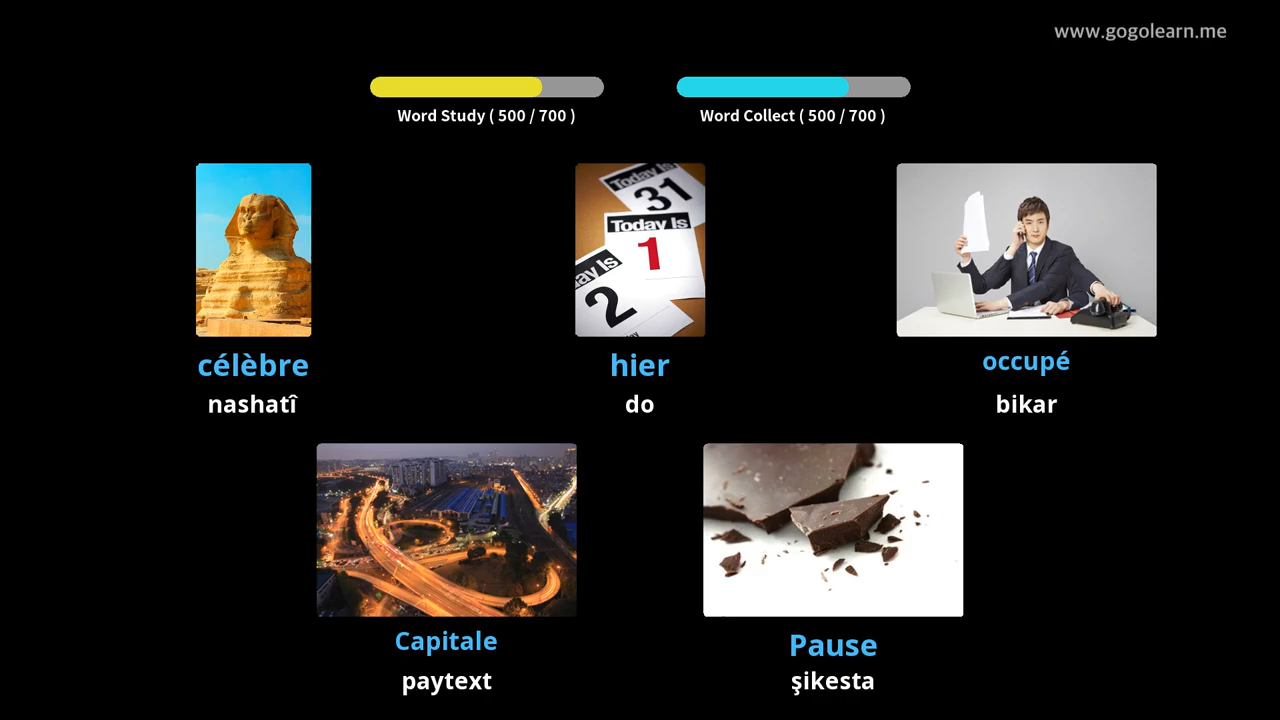 www.gogolearn.me
Word Study ( 500 / 700 )
Word Collect ( 500 / 700 )
Today Is
31
Today Is
1
day Is
2
célèbre
hier
occupé
nashatî
do
bikar
Capitale
Pause
paytext
şikesta